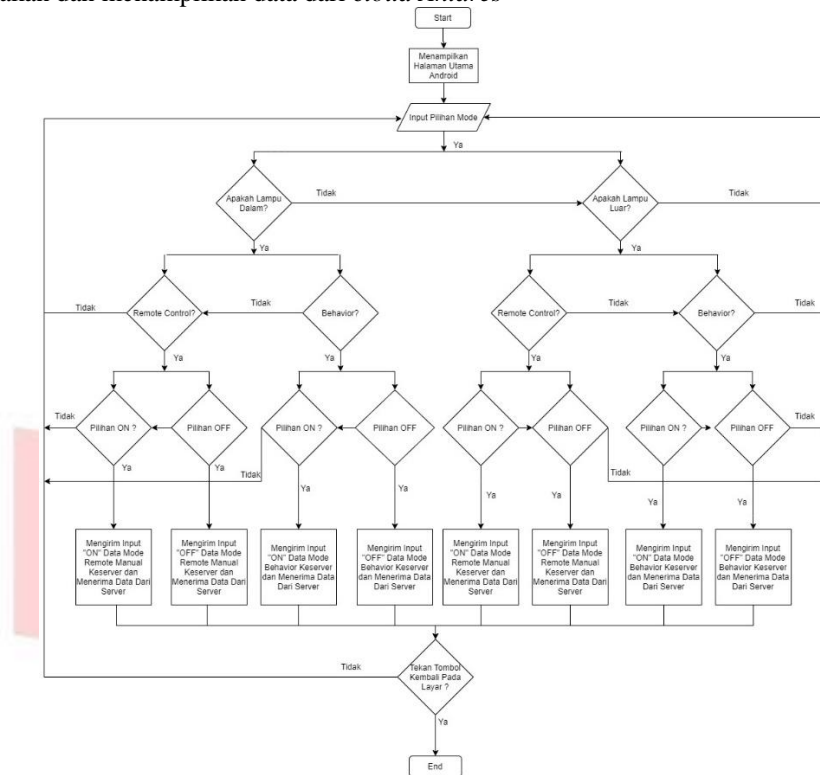 dan menampilkan data dari cloud Antares
Start
Menampilkan
Halaman Utama
Android
Input Pilihan Mode
Ya
Apakah Lampu
Dalam?
Tidak
Apakah Lampu
Luar?
Tidak
Ya
Ya
Tidak
Remote Control?
Tidak
Behavior?
Remote Control?
Tidak
Behavior?
Tidak
Ya
Ya
Ya
Ya
Tidak
Pilihan ON ?
Pilihan OFF
Pilihan ON ?
Pilihan OFF
Pilihan ON ?
Pilihan OFF
Pilihan ON ?
Pilihan OFF
Tidak
Ya
Ya
Tidak
Ya
Ya
Ya
Ya
Tidak
Ya
Ya
Mengirim Input
"ON" Data Mode
Remote Manual
Keserver dan
Menerima Data Dari
Server
Mengirim Input
"OFF" Data Mode
Remote Manual
Keserver dan
Menerima Data Dari
Server
Mengirim Input
"ON" Data Mode
Behavior Keserver
dan Menerima Data
Dari Server
Mengirim Input
"OFF" Data Mode
Behavior Keserver
dan Menerima Data
Dari Server
Mengirim Input
"ON" Data Mode
Remote Manual
Keserver dan
Menerima Data Dari
Server
Mengirim Input
"OFF" Data Mode
Remote Manual
Keserver dan
Menerima Data Dari
Server
Mengirim Input
"ON" Data Mode
Behavior Keserver
dan Menerima Data
Dari Server
Mengirim Input
"OFF" Data Mode
Behavior Keserver
dan Menerima Data
Dari Server
Tidak
Tekan Tombol
Kembali Pada
Layar ?
Ya
End